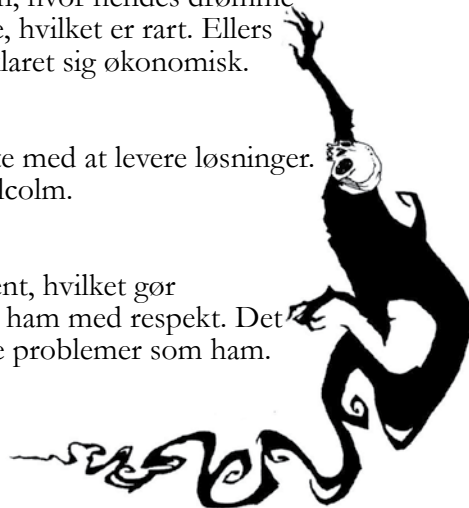 hvor hendes drømme
, hvilket er rart. Ellers
laret sig økonomisk.
te med at levere løsninger.
lcolm.
ent, hvilket gør
ham med respekt. Det
e problemer som ham.